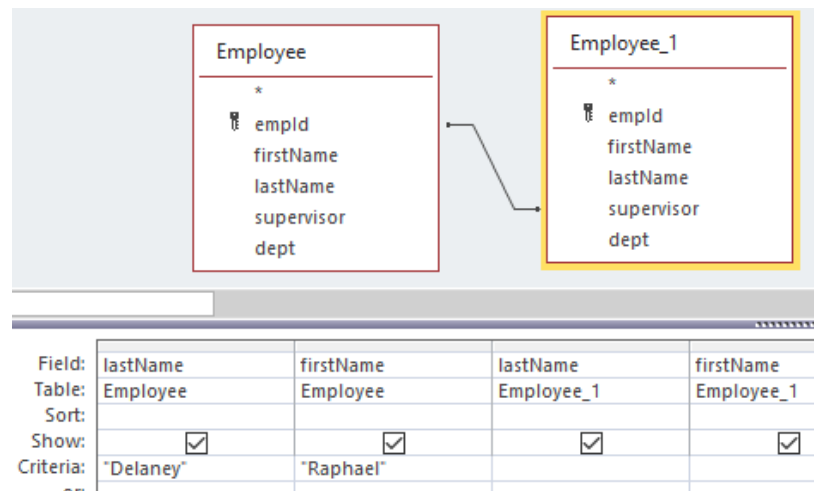 Employee
*
empId
firstName
lastName
supervisor
dept
Employee_1
*
empId
firstName
lastName
supervisor
dept
Field: lastName firstName lastName firstName
Table: Employee Employee Employee_1 Employee_1
Sort:
Show:
Criteria: "Delaney" "Raphael"
or: